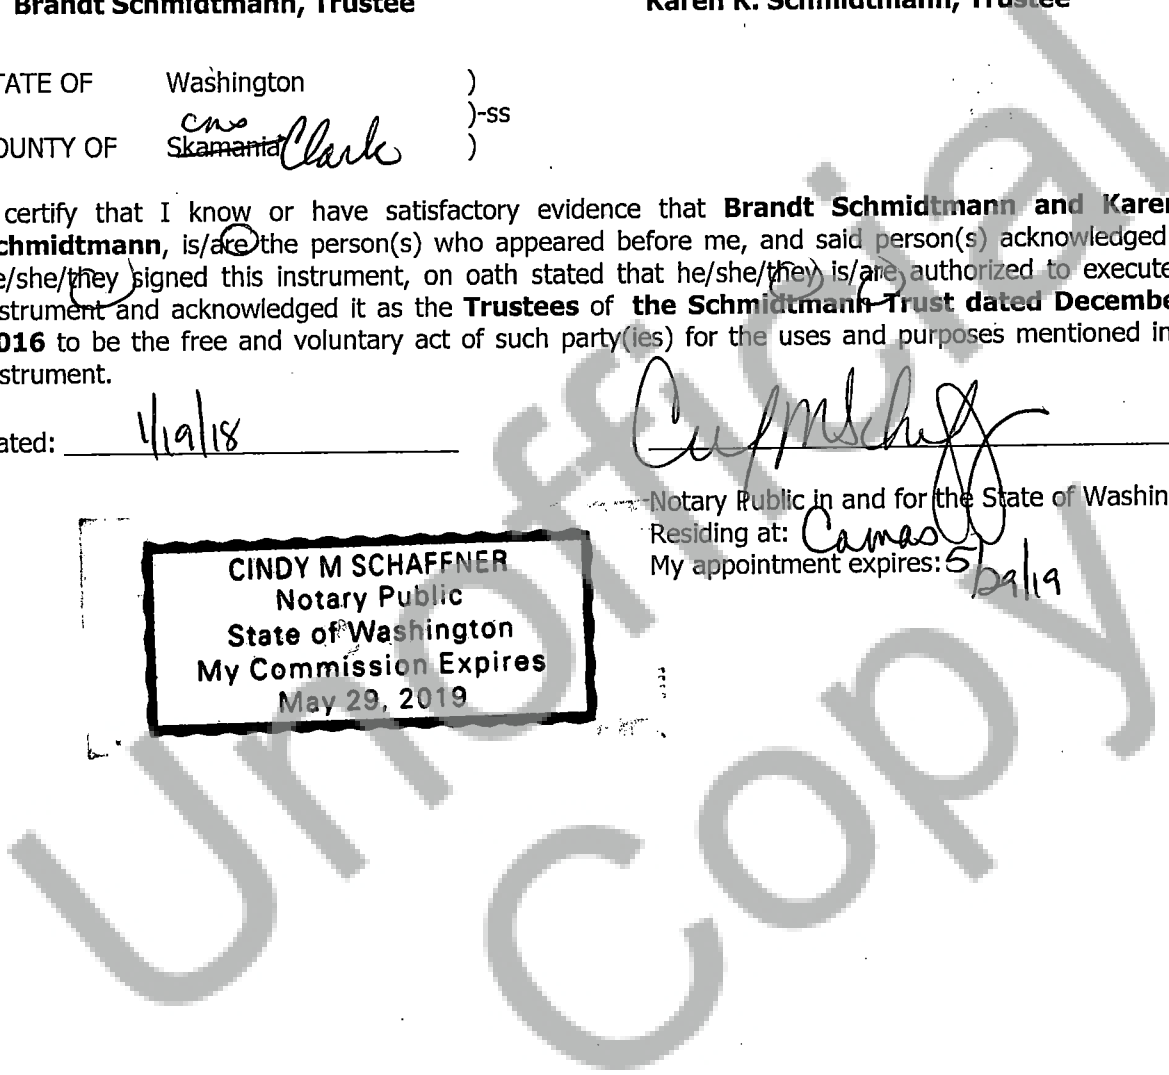 Brandt Schmidtmann, Trustee Karen R. Schmidtmann, Trustee
TATE OF Washington )
cms )-ss
OUNTY OF Skamania Clark )
certify that I know or have satisfactory evidence that Brandt Schmidtmann and Karen
chmidtmann, is/are the person(s) who appeared before me, and said person(s) acknowledged
e/she/they signed this instrument, on oath stated that he/she/they is/are authorized to execute
strument and acknowledged it as the Trustees of the Schmidtmann Trust dated Decembe
016 to be the free and voluntary act of such party(ies) for the uses and purposes mentioned in
strument.
ated: 1/19/18
Notary Public in and for the State of Washin
Residing at: Camas
My appointment expires: 5/29/19
CINDY M SCHAFFNER
Notary Public
State of Washington
My Commission Expires
May 29, 2019
Unofficial
Copy